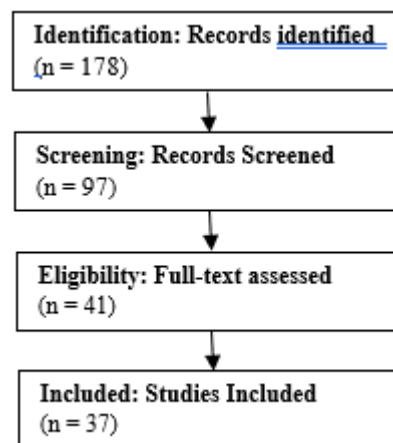 Identification: Records identified
(n = 178)
Screening: Records Screened
(n = 97)
Eligibility: Full-text assessed
(n = 41)
Included: Studies Included
(n = 37)